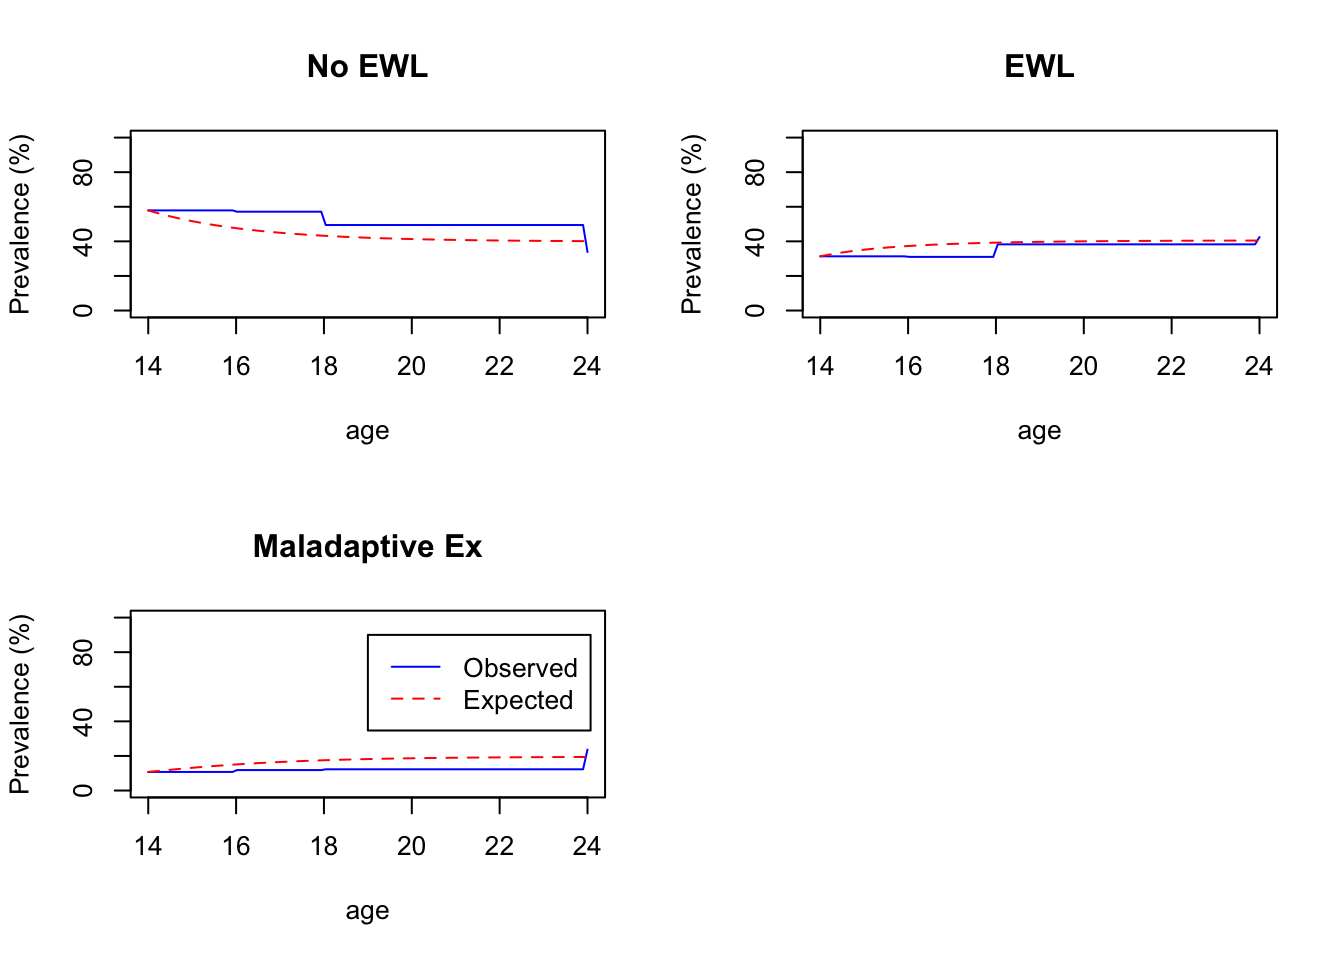 No EWL
Prevalence (%)
80
40
0
14 16 18 20 22 24
age
EWL
Prevalence (%)
80
40
0
14 16 18 20 22 24
age
Maladaptive Ex
Prevalence (%)
80
40
0
Observed
Expected
14 16 18 20 22 24
age